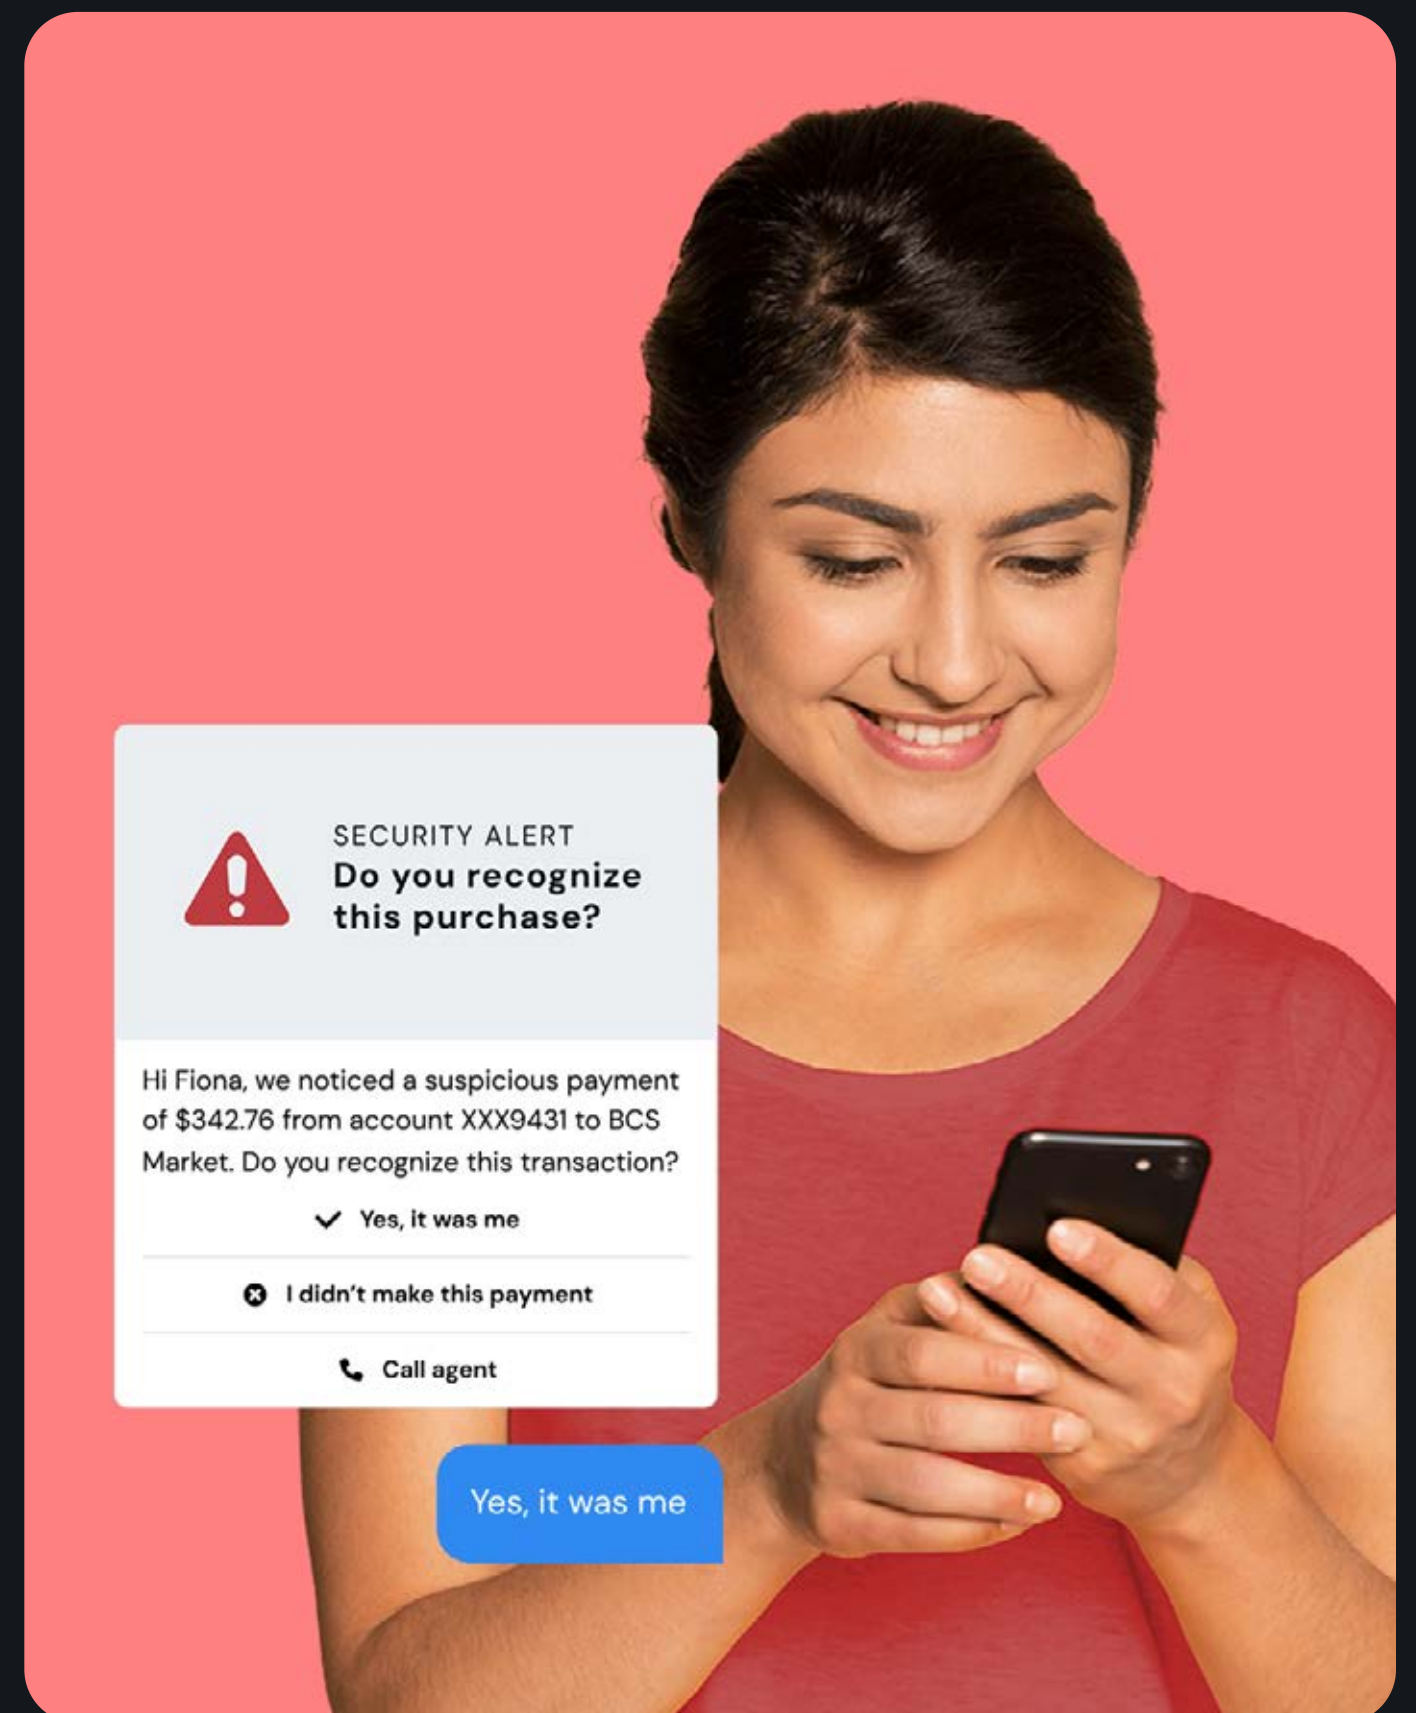 SECURITY ALERT
Do you recognize
this purchase?
Hi Fiona, we noticed a suspicious payment
of $342.76 from account XXX9431 to BCS
Market. Do you recognize this transaction?
Yes, it was me
I didn't make this payment
Call agent
Yes, it was me